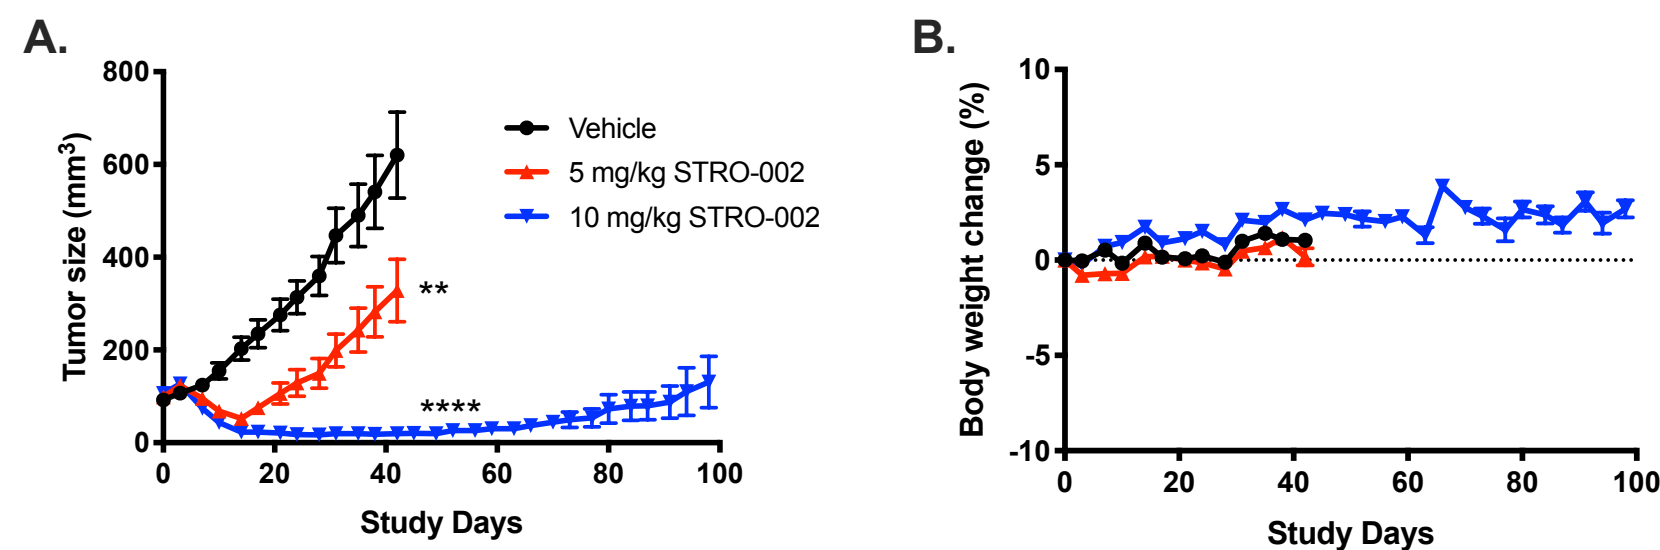 A.
800
600
400
200
0
Tumor size (mm³)
0 20 40 60 80 100
Study Days
Vehicle
5 mg/kg STRO-002
10 mg/kg STRO-002
**
****
B.
10
5
0
-5
-10
Body weight change (%)
0 20 40 60 80 100
Study Days